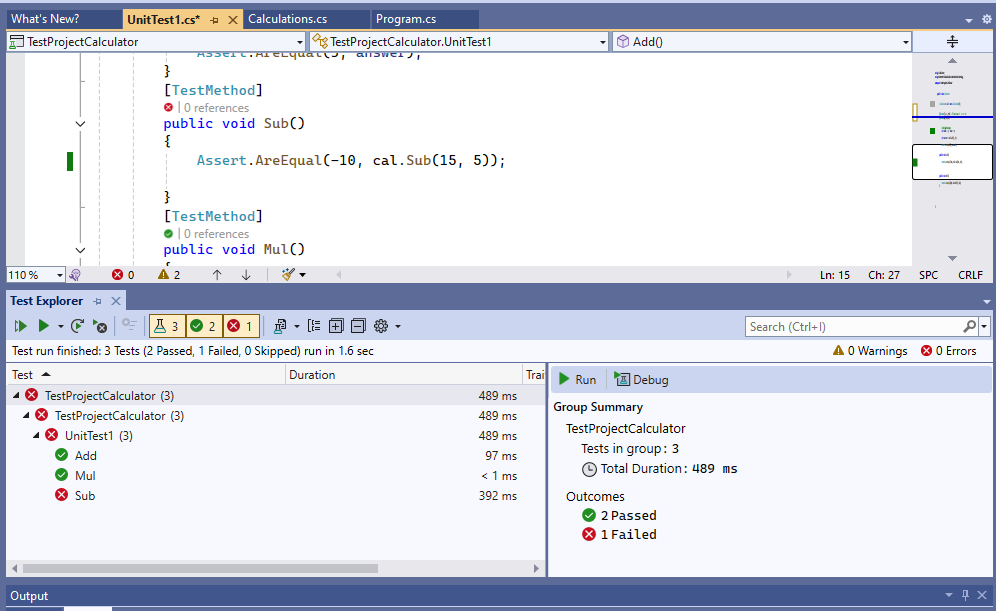 What's New?
UnitTest1.cs*
Calculations.cs
Program.cs
TestProjectCalculator
TestProjectCalculator.UnitTest1
Add()
Assert.AreEqual(5, answer);
}
[TestMethod]
| 0 references
public void Sub()
{
Assert.AreEqual(-10, cal.Sub(15, 5));
}
[TestMethod]
| 0 references
public void Mul()
{
110 %
0
2
Ln: 15
Ch: 27
SPC
CRLF
Test Explorer
3
2
1
Search (Ctrl+I)
Test run finished: 3 Tests (2 Passed, 1 Failed, 0 Skipped) run in 1.6 sec
0 Warnings
0 Errors
Test
Duration
Trai
TestProjectCalculator (3) 489 ms
TestProjectCalculator (3) 489 ms
UnitTest1 (3) 489 ms
Add 97 ms
Mul < 1 ms
Sub 392 ms
Run
Debug
Group Summary
TestProjectCalculator
Tests in group: 3
Total Duration: 489 ms
Outcomes
2 Passed
1 Failed
Output